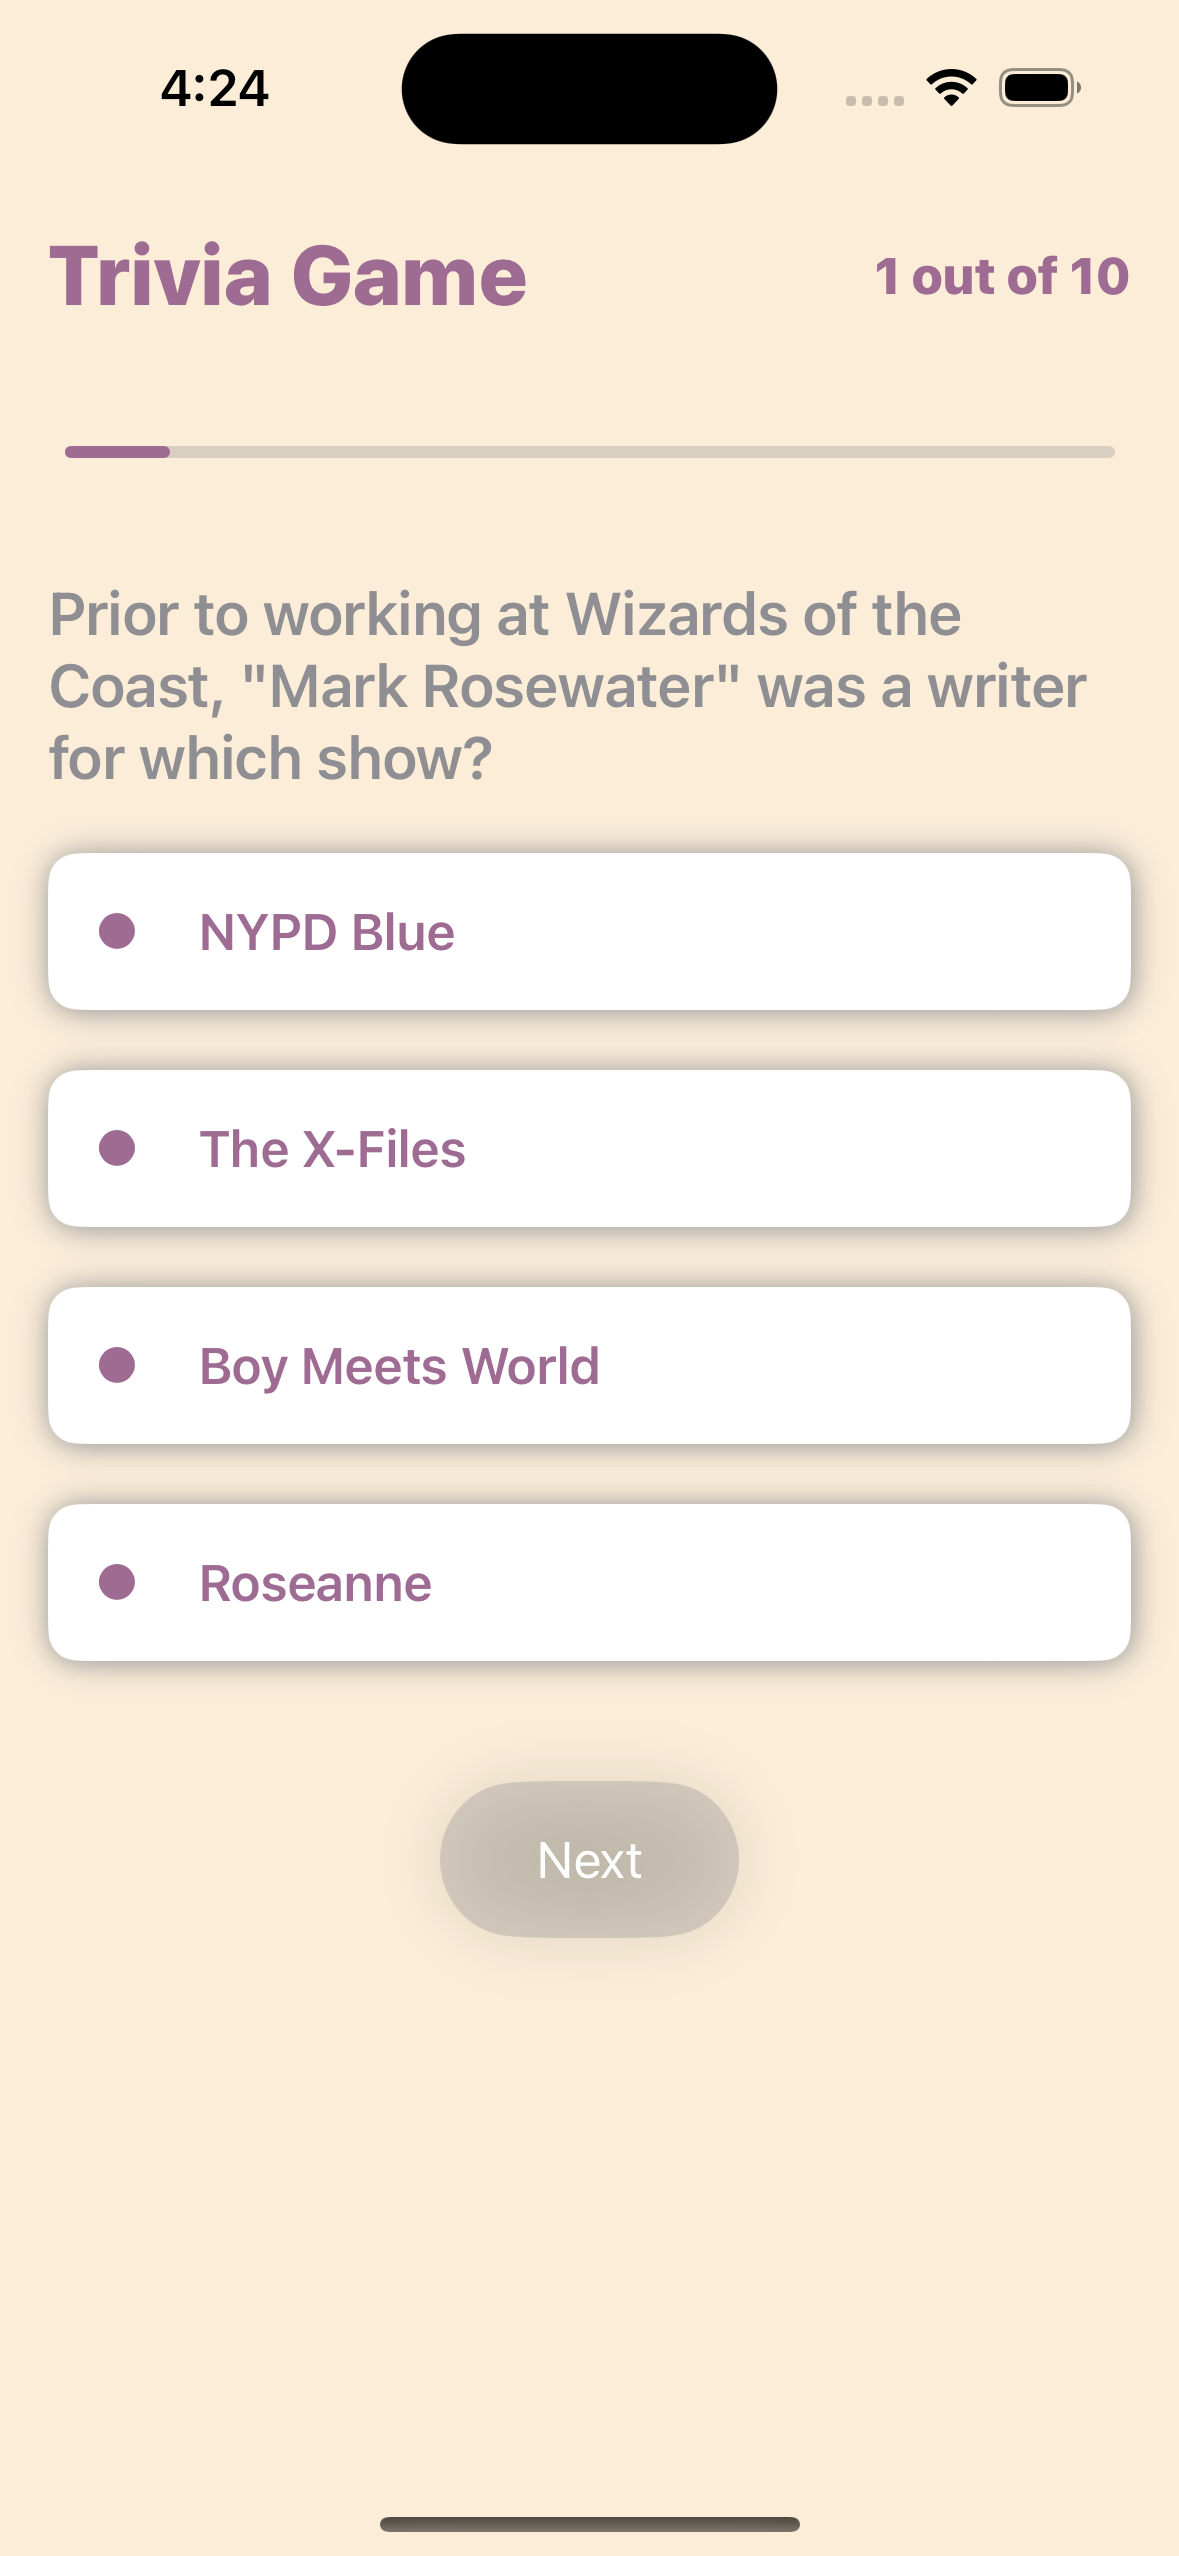 4:24
Trivia Game
1 out of 10
Prior to working at Wizards of the
Coast, "Mark Rosewater" was a writer
for which show?
NYPD Blue
The X-Files
Boy Meets World
Roseanne
Next